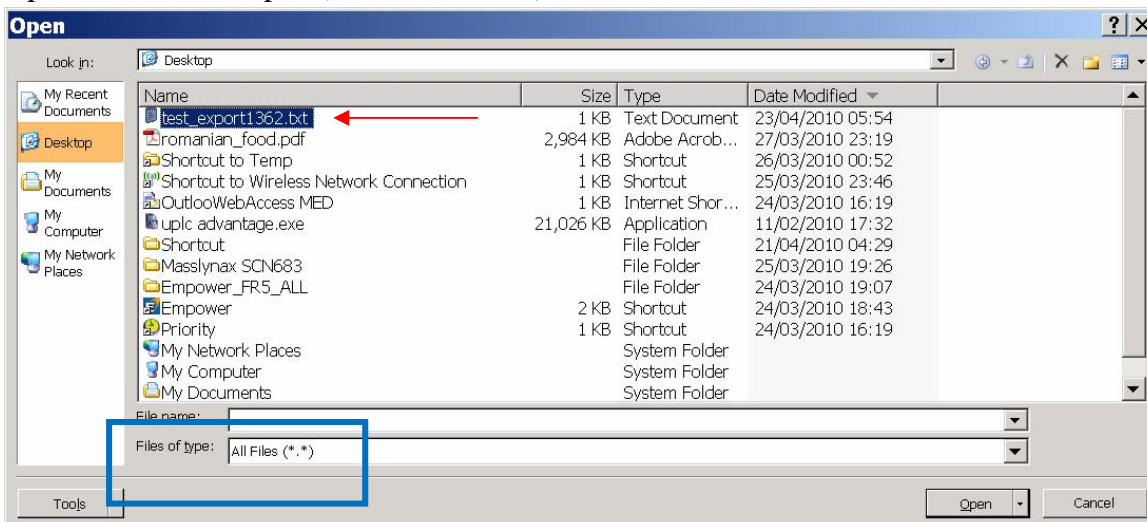 Open
Look in: Desktop
My Recent Documents
Desktop
My Documents
My Computer
My Network Places
Name Size Type Date Modified
test_export1362.txt 1 KB Text Document 23/04/2010 05:54
romanian_food.pdf 2,984 KB Adobe Acrob... 27/03/2010 23:19
Shortcut to Temp 1 KB Shortcut 26/03/2010 00:52
Shortcut to Wireless Network Connection 1 KB Shortcut 25/03/2010 23:46
OutlooWebAccess MED 1 KB Internet Shor... 24/03/2010 16:19
uplc advantage.exe 21,026 KB Application 11/02/2010 17:32
Shortcut File Folder 21/04/2010 04:29
Masslynax SCN683 File Folder 25/03/2010 19:26
Empower_FR5_ALL File Folder 24/03/2010 19:07
Empower 2 KB Shortcut 24/03/2010 18:43
Priority 1 KB Shortcut 24/03/2010 16:19
My Network Places System Folder
My Computer System Folder
My Documents System Folder
File name:
Files of type: All Files (*.*)
Tools Open Cancel